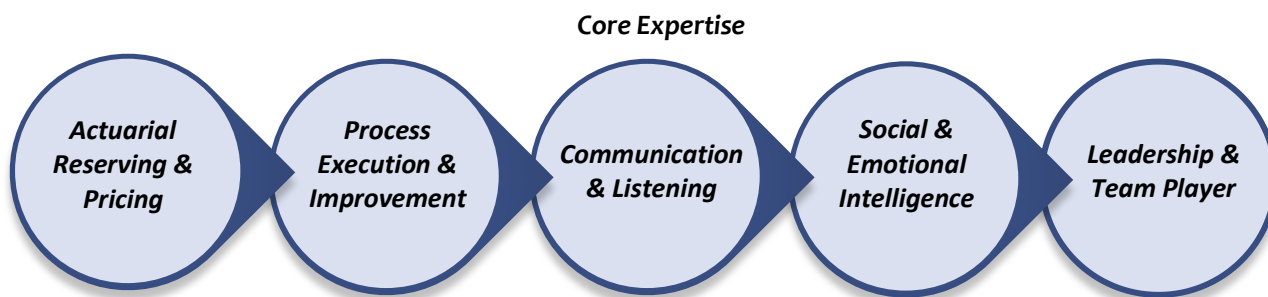 Core Expertise
Actuarial
Reserving &
Pricing
Process
Execution &
Improvement
Communication
& Listening
Social &
Emotional
Intelligence
Leadership &
Team Player